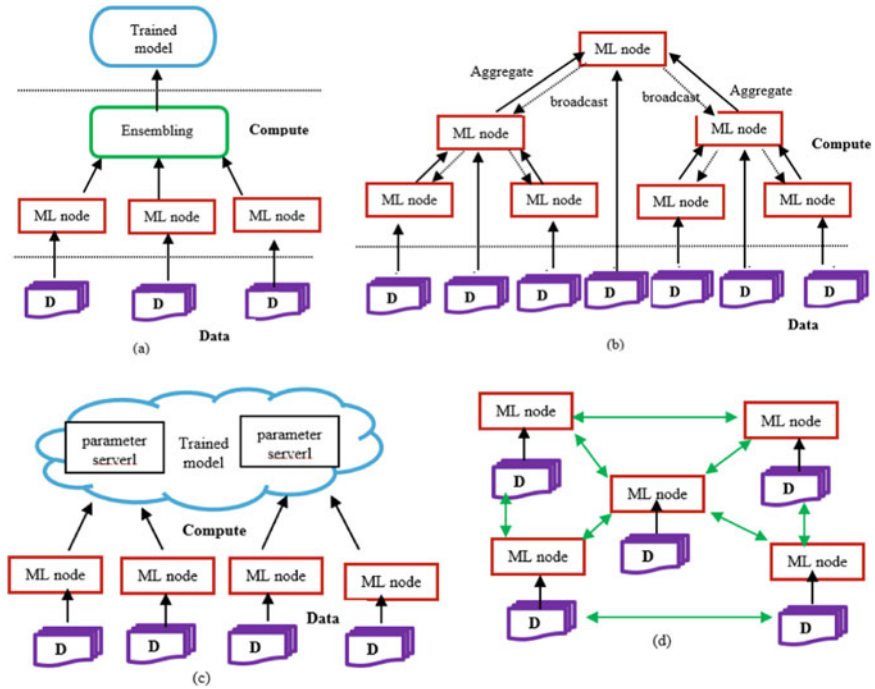 Trained
model
Ensembling
Compute
ML node
ML node
ML node
D
D
D
Data
(a)
ML node
Aggregate
Aggregate
broadcast
broadcast
ML node
ML node
Compute
ML node
ML node
ML node
ML node
D
D
D
D
D
D
D
Data
(b)
parameter
server1
Trained
model
parameter
server1
Compute
ML node
ML node
ML node
ML node
Data
D
D
D
D
(c)
ML node
ML node
D
D
ML node
ML node
ML node
D
D
D
(d)